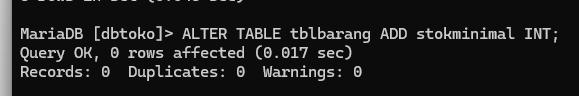 MariaDB [dbtoko]> ALTER TABLE tblbarang ADD stokminimal INT;
Query OK, 0 rows affected (0.017 sec)
Records: 0  Duplicates: 0  Warnings: 0